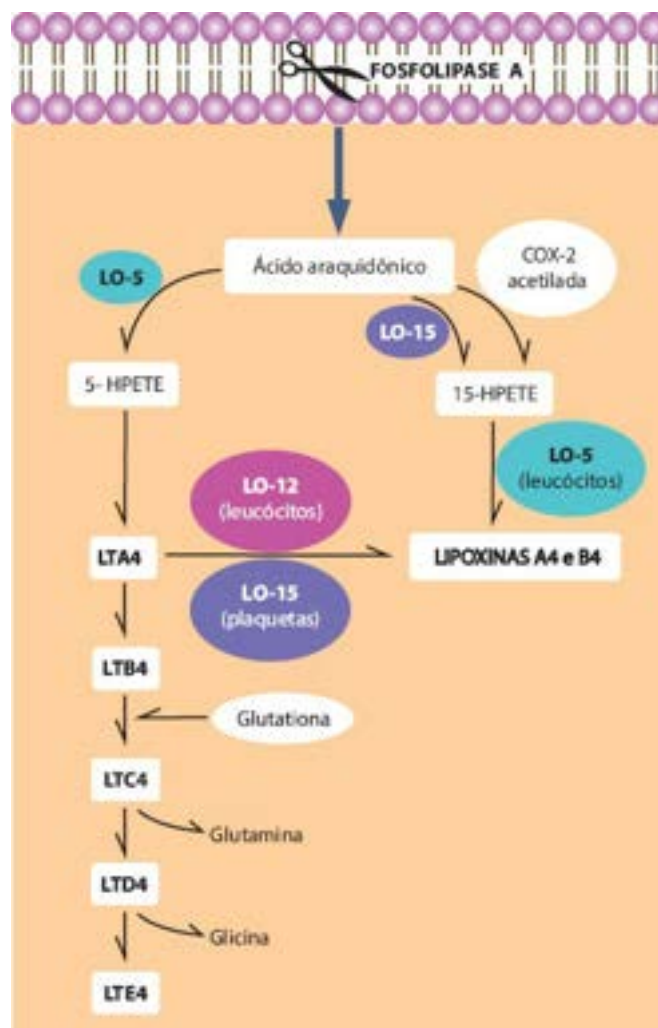 FOSFOLIPASE A
Ácido araquidônico
COX-2
acetilada
LO-5
LO-15
5- HPETE
15-HPETE
LO-12
(leucócitos)
LO-5
(leucócitos)
LTA4
LIPOXINAS A4 e B4
LO-15
(plaquetas)
LTB4
Glutationa
LTC4
Glutamina
LTD4
Glicina
LTE4